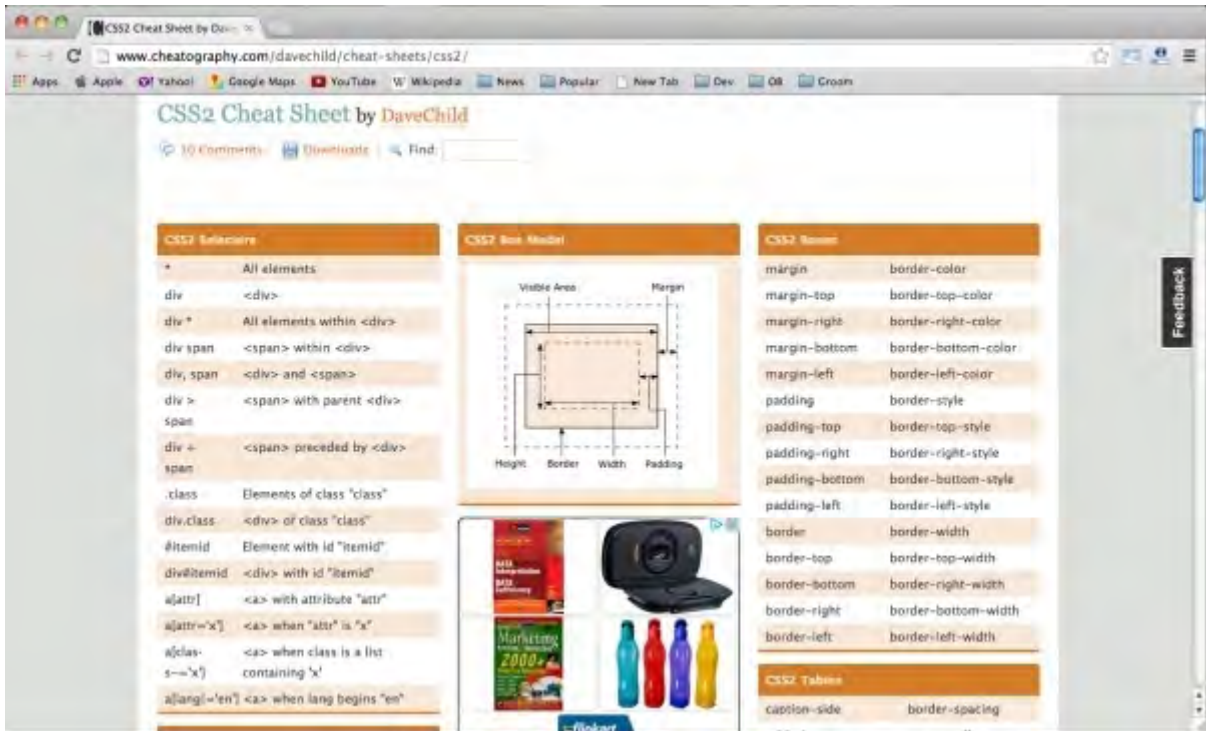 CSS2 Cheat Sheet by Dave
www.cheatography.com/davechild/cheat-sheets/css2/
Apps Apple Yahoo! Google Maps YouTube Wikipedia News Popular New Tab Dev OB Groom
CSS2 Cheat Sheet by DaveChild
10 Comments Downloads Find:
CSS2 Selectors
* All elements
div <div>
div * All elements within <div>
div span <span> within <div>
div, span <div> and <span>
div > <span> with parent <div>
span
div + <span> preceded by <div>
span
.class Elements of class "class"
div.class <div> of class "class"
#itemid Element with id "itemid"
div#itemid <div> with id "itemid"
a[attr] <a> with attribute "attr"
a[attr='x'] <a> when "attr" is "x"
a[clas- <a> when class is a list
s~='x'] containing 'x'
a[lang|='en'] <a> when lang begins "en"
CSS2 Box Model
Visible Area Margin
Height Border Width Padding
DATA
Interpretation
DATA
Sufficiency
Marketing
2000+
flipkart
CSS2 Boxes
margin border-color
margin-top border-top-color
margin-right border-right-color
margin-bottom border-bottom-color
margin-left border-left-color
padding border-style
padding-top border-top-style
padding-right border-right-style
padding-bottom border-bottom-style
padding-left border-left-style
border border-width
border-top border-top-width
border-bottom border-right-width
border-right border-bottom-width
border-left border-left-width
CSS2 Tables
caption-side border-spacing
Feedback